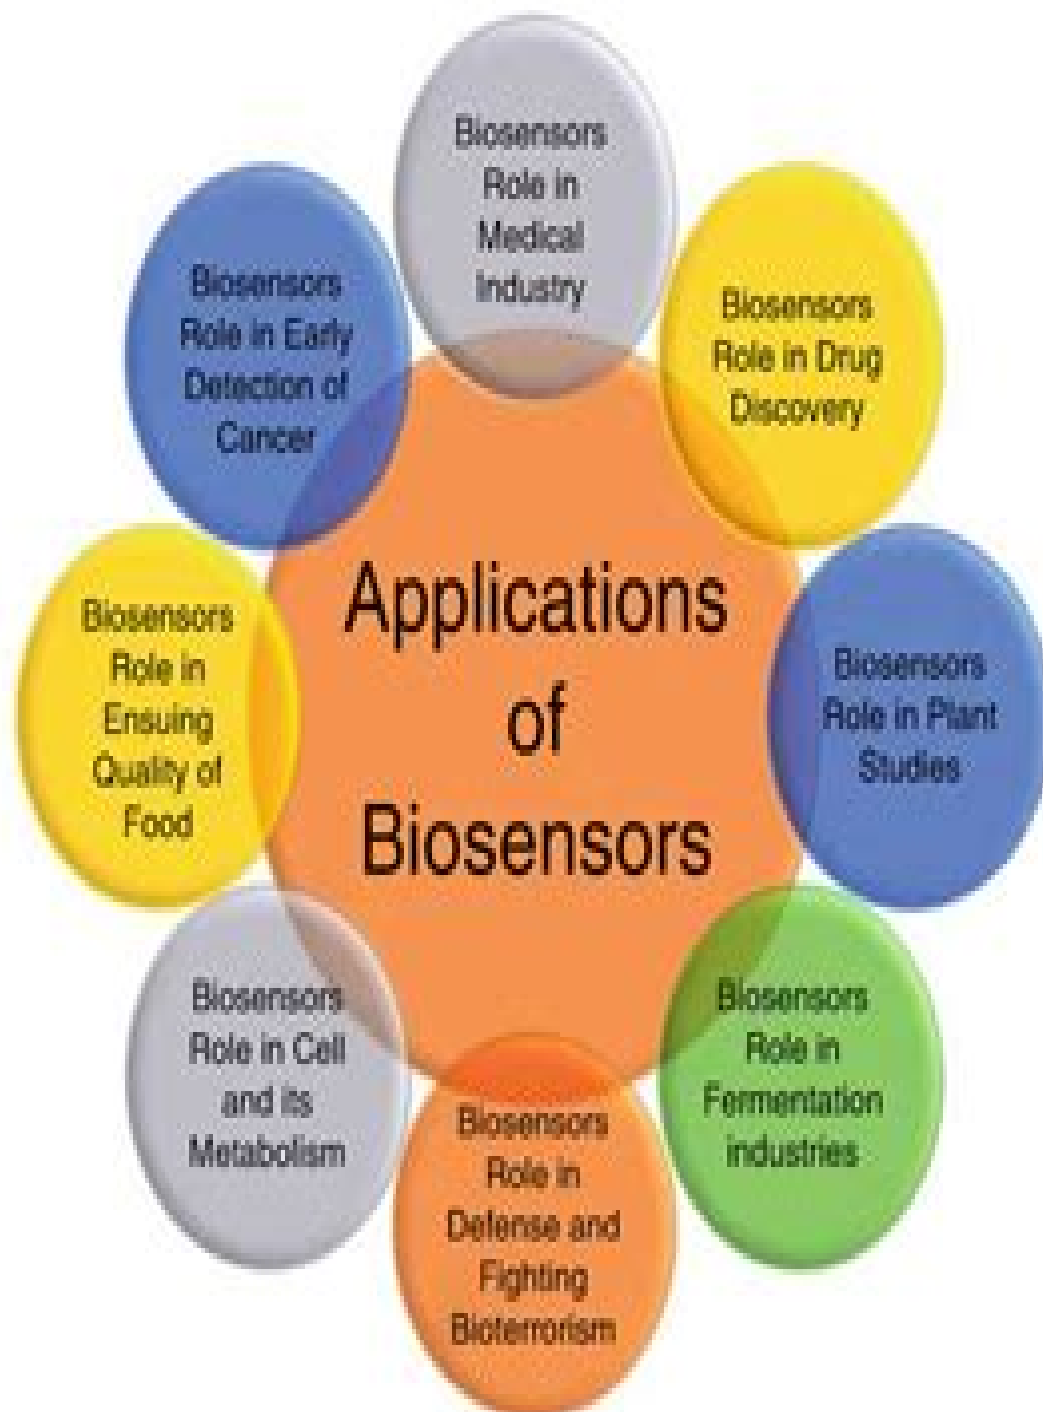 Biosensors
Role in
Medical
Industry
Biosensors
Role in Drug
Discovery
Biosensors
Role in Plant
Studies
Biosensors
Role in
Fermentation
industries
Biosensors
Role in
Defense and
Fighting
Bioterrorism
Biosensors
Role in Cell
and its
Metabolism
Biosensors
Role in
Ensuing
Quality of
Food
Biosensors
Role in Early
Detection of
Cancer
Applications
of
Biosensors